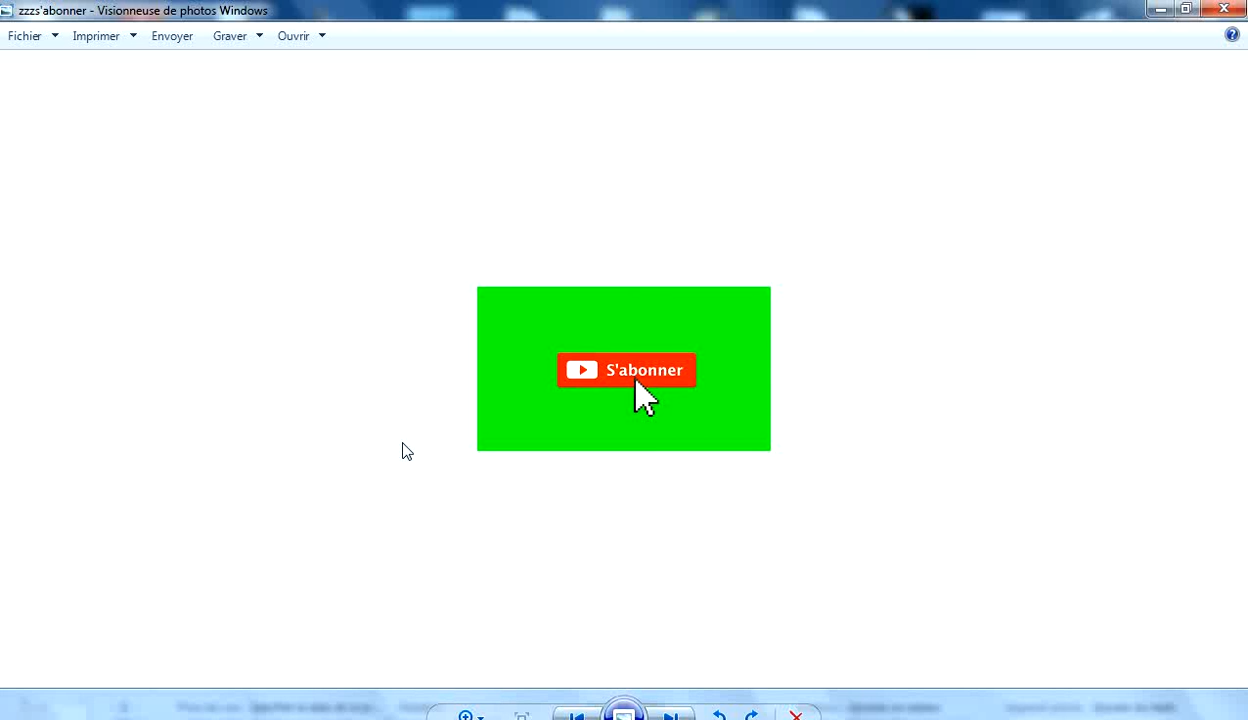 zzzs'abonner - Visionneuse de photos Windows
Fichier Imprimer Envoyer Graver Ouvrir
S'abonner